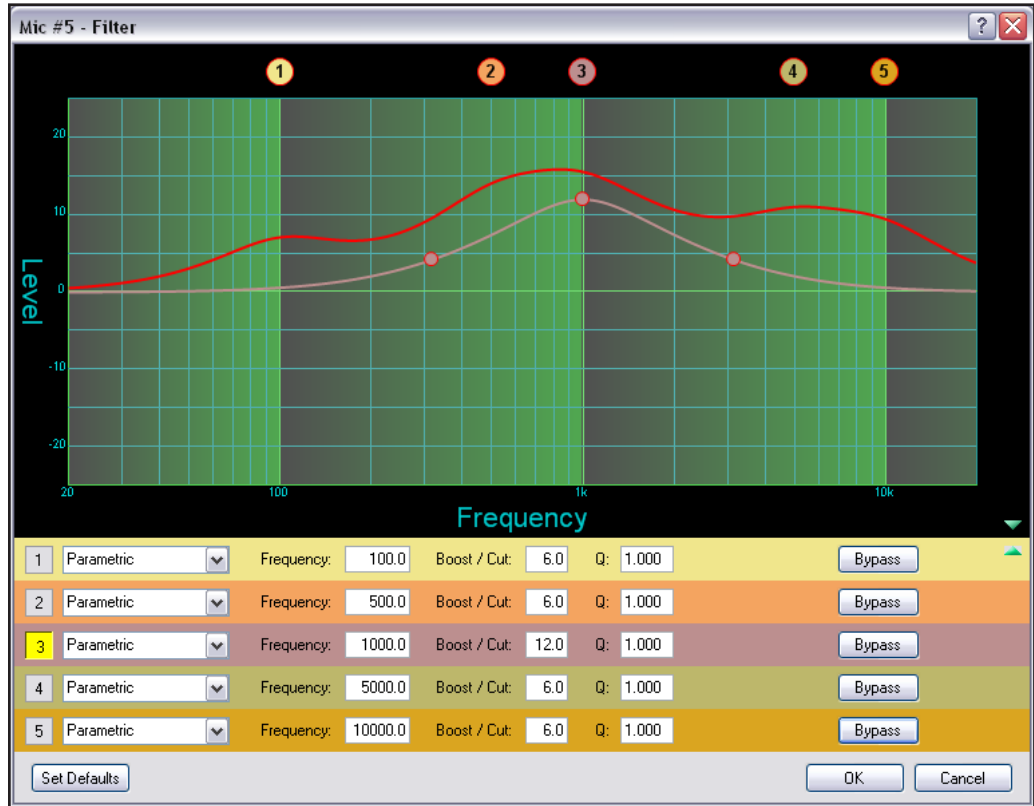 Mic #5 - Filter
?
1 2 3 4 5
20
10
0
-10
-20
Level
20 100 1k 10k
Frequency
1 Parametric Frequency: 100.0 Boost / Cut: 6.0 Q: 1.000 Bypass
2 Parametric Frequency: 500.0 Boost / Cut: 6.0 Q: 1.000 Bypass
3 Parametric Frequency: 1000.0 Boost / Cut: 12.0 Q: 1.000 Bypass
4 Parametric Frequency: 5000.0 Boost / Cut: 6.0 Q: 1.000 Bypass
5 Parametric Frequency: 10000.0 Boost / Cut: 6.0 Q: 1.000 Bypass
Set Defaults OK Cancel